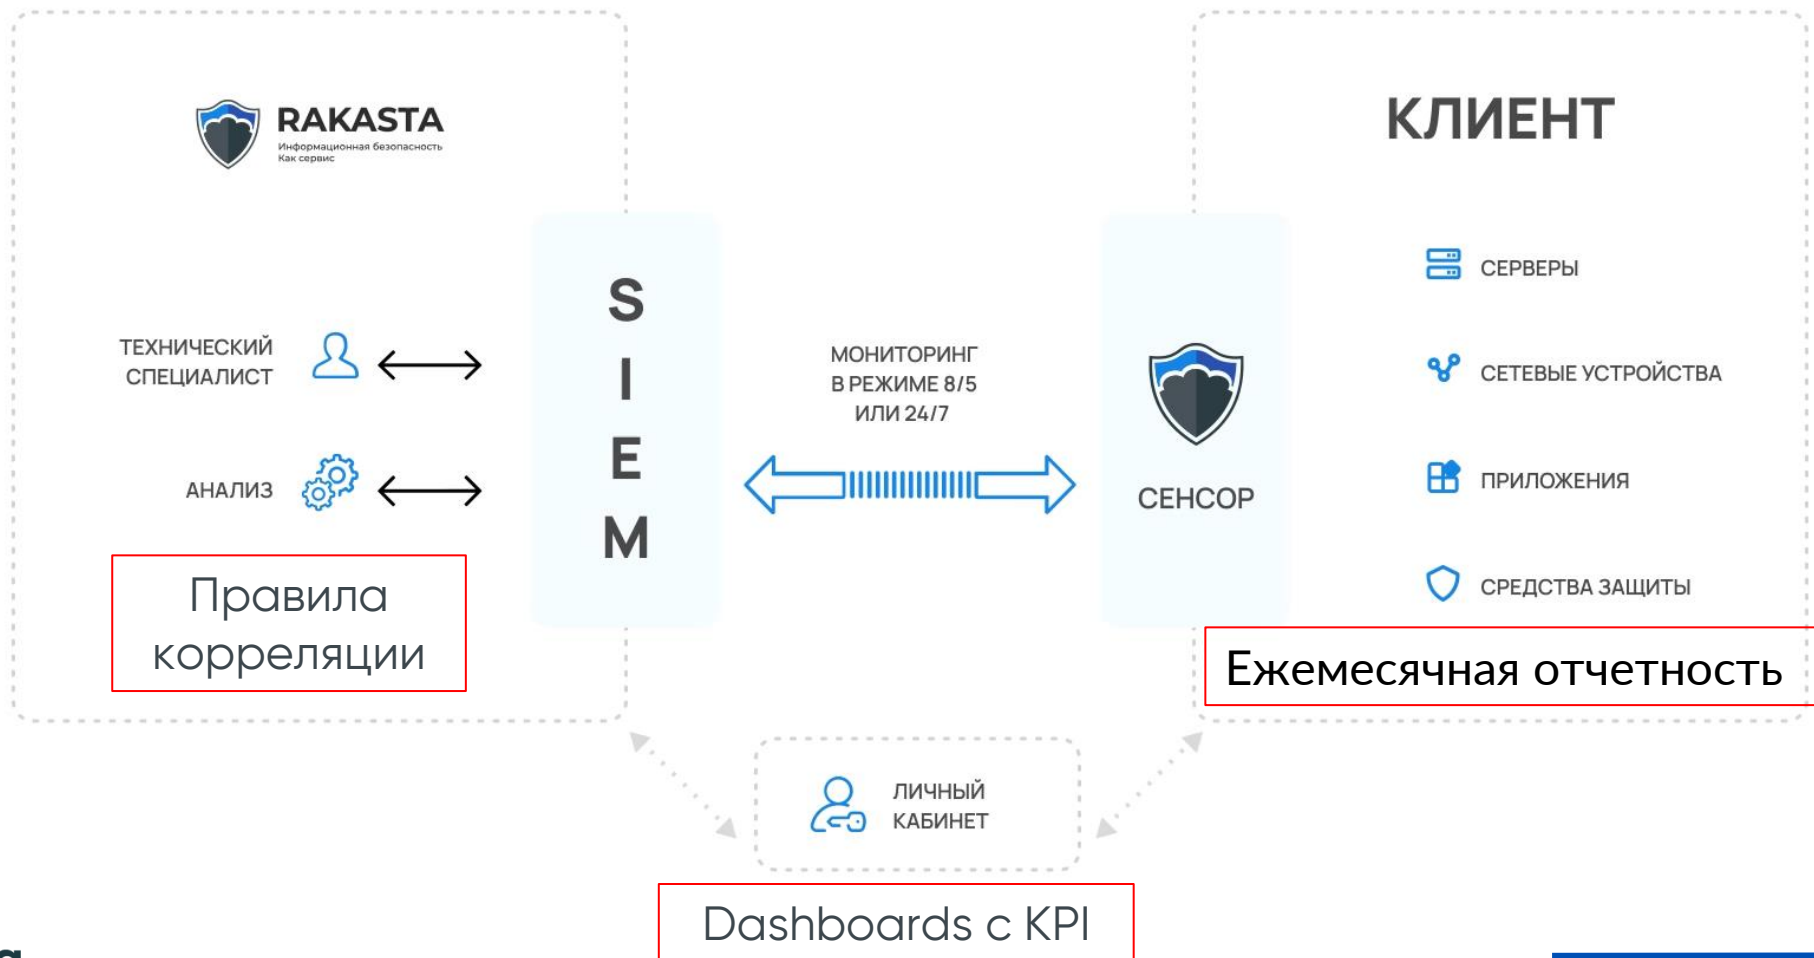 RAKASTA
Информационная безопасность
Как сервис
ТЕХНИЧЕСКИЙ
СПЕЦИАЛИСТ
АНАЛИЗ
Правила
корреляции
S
I
E
M
МОНИТОРИНГ
В РЕЖИМЕ 8/5
ИЛИ 24/7
СЕНСОР
КЛИЕНТ
СЕРВЕРЫ
СЕТЕВЫЕ УСТРОЙСТВА
ПРИЛОЖЕНИЯ
СРЕДСТВА ЗАЩИТЫ
Ежемесячная отчетность
ЛИЧНЫЙ
КАБИНЕТ
Dashboards с KPI